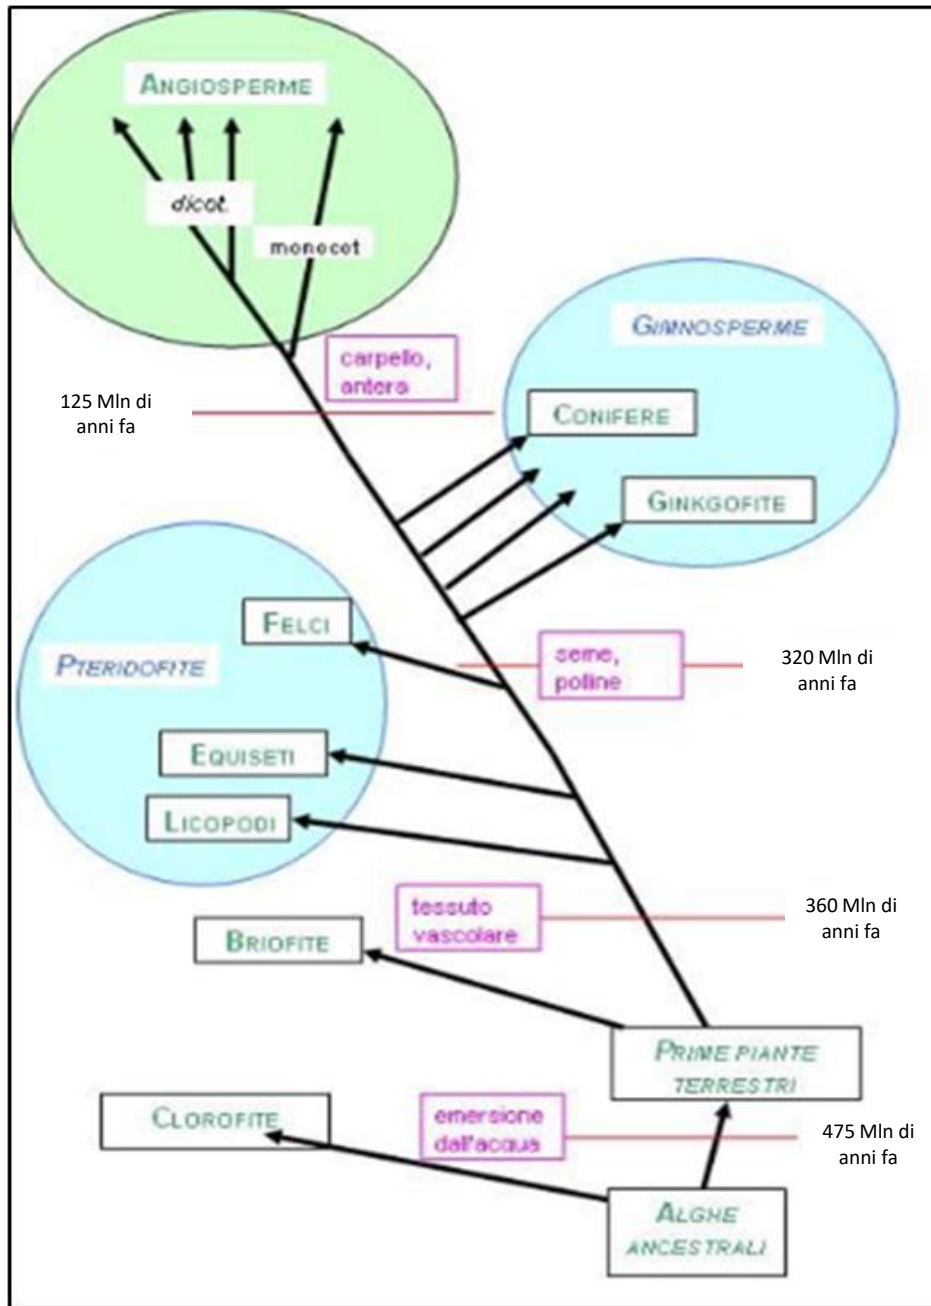 ANGIOSPERME
dicot.
monocot
carpello,
antera
125 Mln di
anni fa
GIMNOSPERME
CONIFERE
GINKGOFITE
FELCI
PTERIDOFITE
EQUISETI
LICOPODI
seme,
polline
320 Mln di
anni fa
tessuto
vascolare
360 Mln di
anni fa
BRIOFITE
PRIME PIANTE
TERRESTRI
CLOROFITE
emersione
dall'acqua
475 Mln di
anni fa
ALGHE
ANCESTRALI